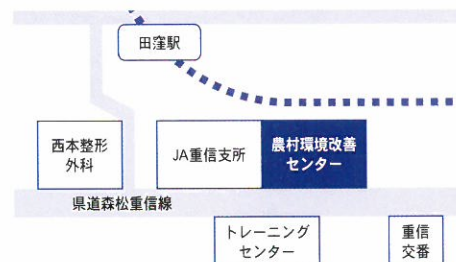 田窪駅
西本整形
外科
JA重信支所
農村環境改善
センター
県道森松重信線
トレーニング
センター
重信
交番